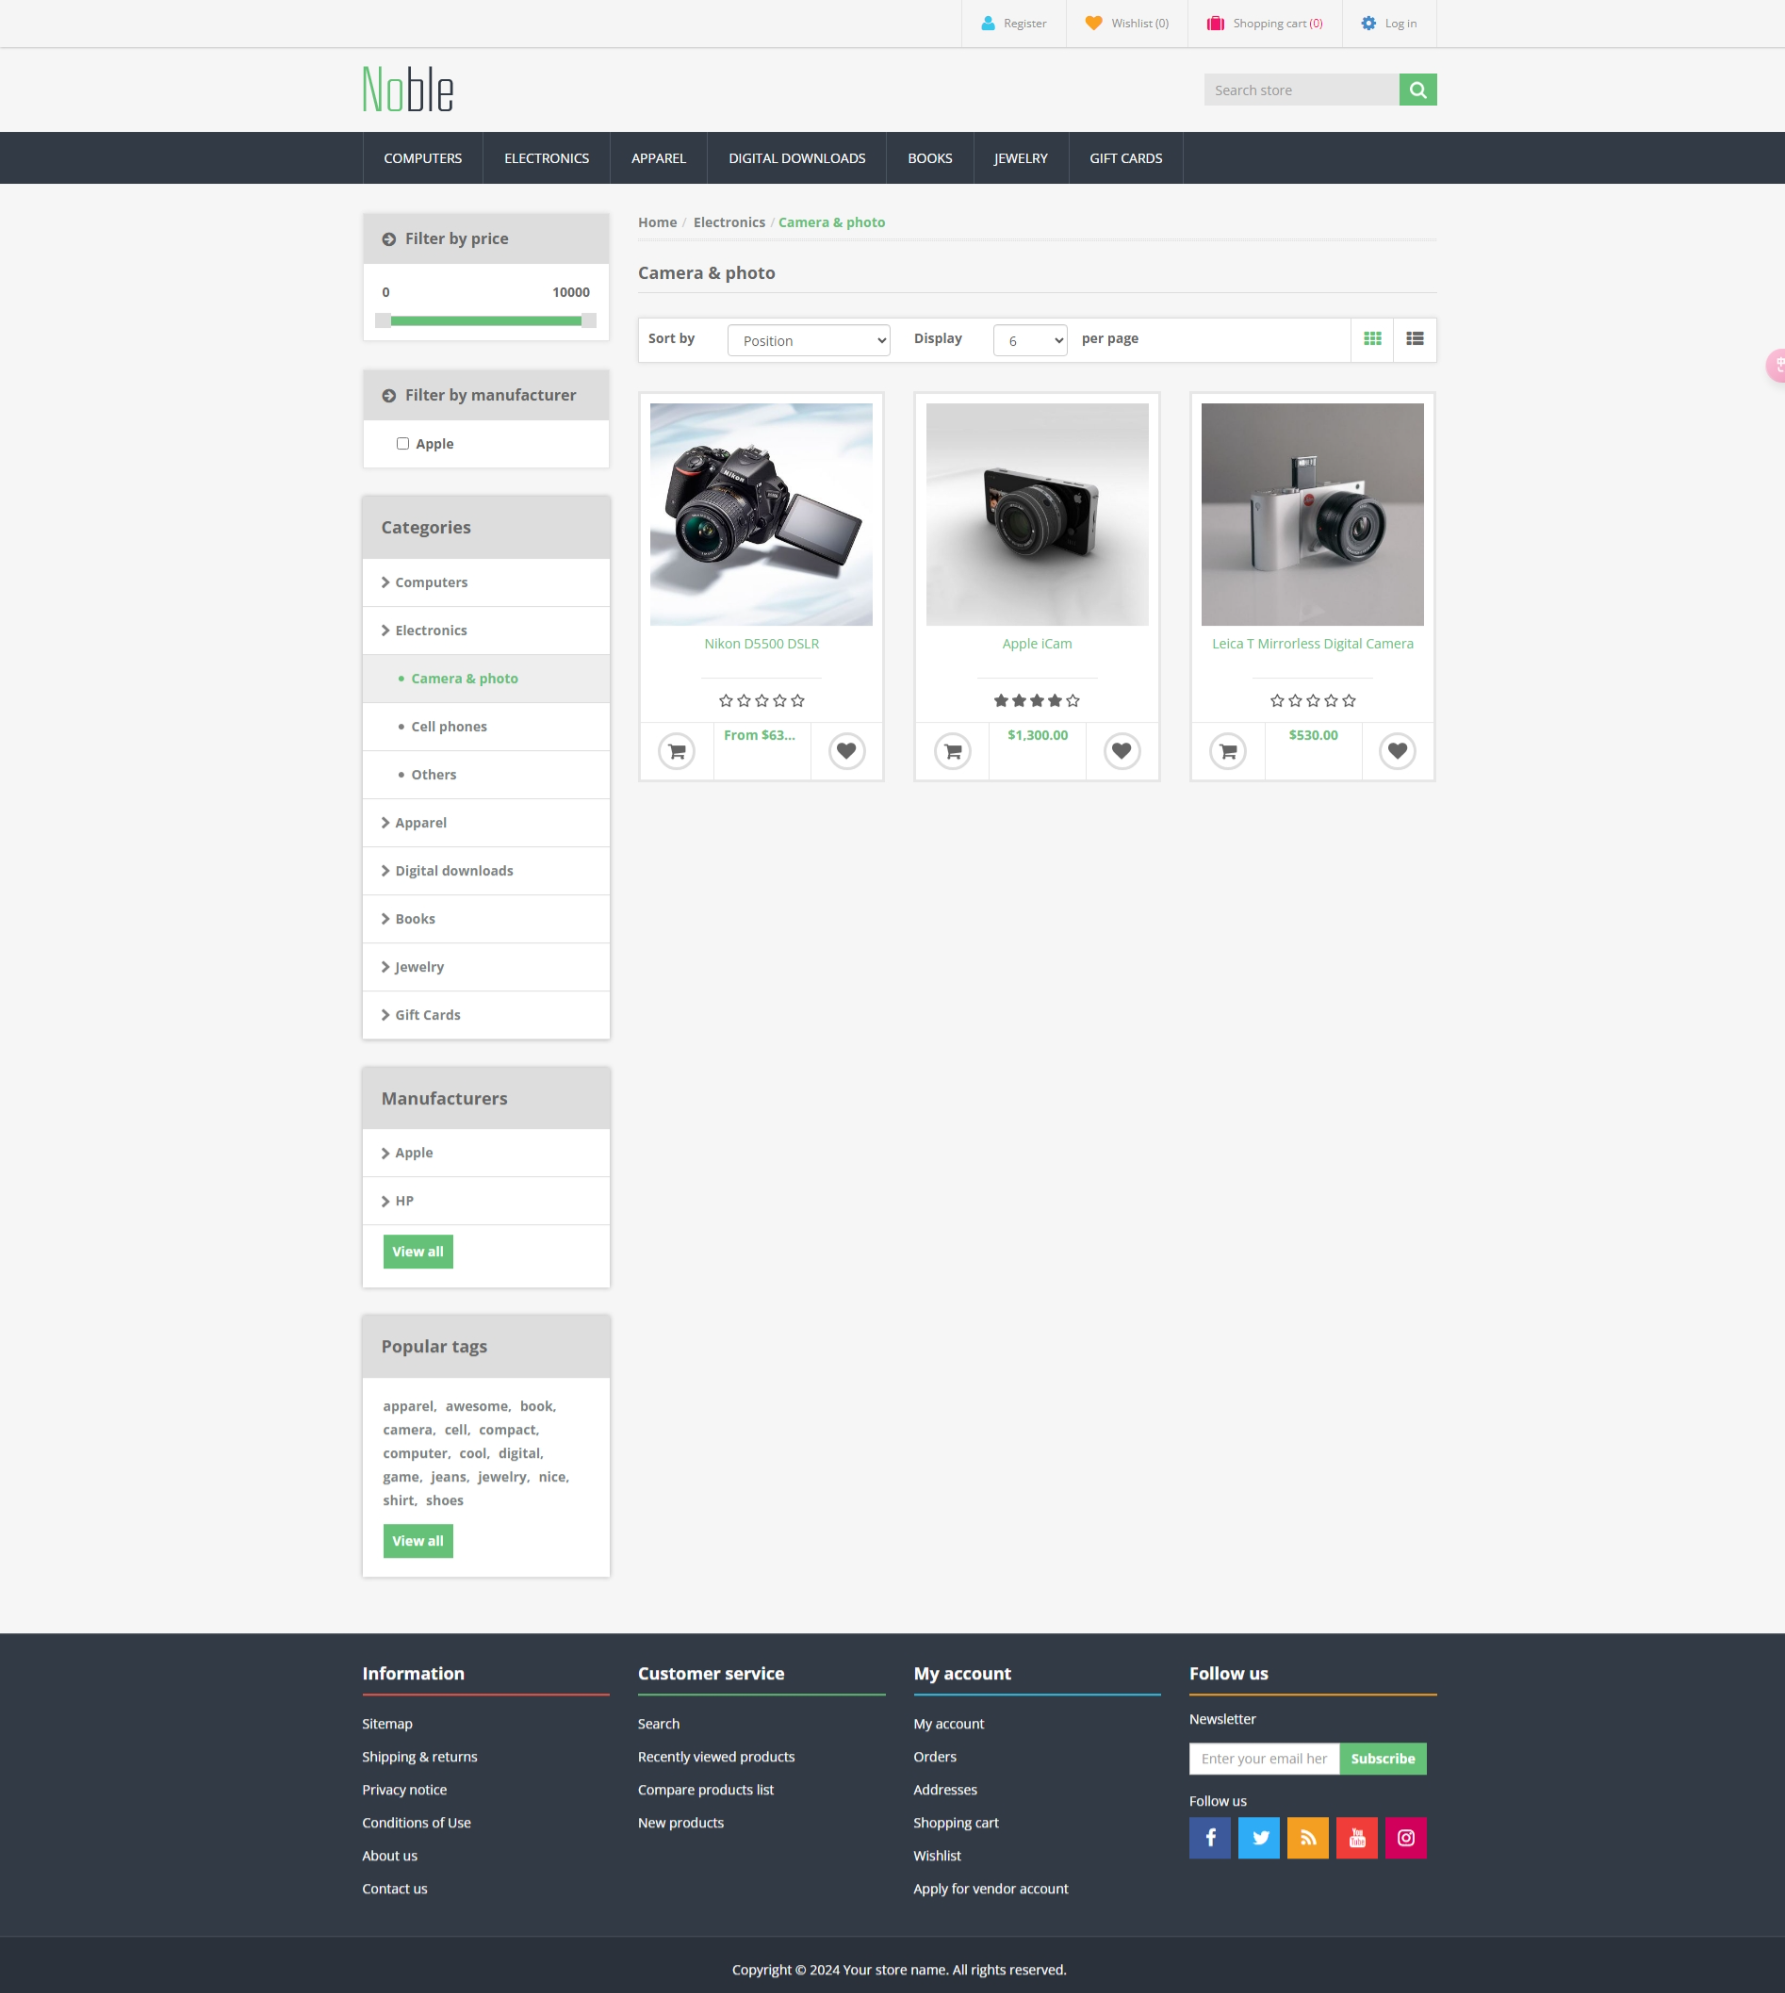 Register
Wishlist (0)
Shopping cart (0)
Log in
Noble
Search store
COMPUTERS
ELECTRONICS
APPAREL
DIGITAL DOWNLOADS
BOOKS
JEWELRY
GIFT CARDS
Filter by price
0 10000
Filter by manufacturer
Apple
Categories
Computers
Electronics
Camera & photo
Cell phones
Others
Apparel
Digital downloads
Books
Jewelry
Gift Cards
Manufacturers
Apple
HP
View all
Popular tags
apparel, awesome, book,
camera, cell, compact,
computer, cool, digital,
game, jeans, jewelry, nice,
shirt, shoes
View all
Home / Electronics / Camera & photo
Camera & photo
Sort by Position Display 6 per page
Nikon
Nikon D5500 DSLR
From $63...
Apple iCam
$1,300.00
Leica T Mirrorless Digital Camera
$530.00
Information
Sitemap
Shipping & returns
Privacy notice
Conditions of Use
About us
Contact us
Customer service
Search
Recently viewed products
Compare products list
New products
My account
My account
Orders
Addresses
Shopping cart
Wishlist
Apply for vendor account
Follow us
Newsletter
Enter your email her
Subscribe
Follow us
You
Tube
Copyright © 2024 Your store name. All rights reserved.